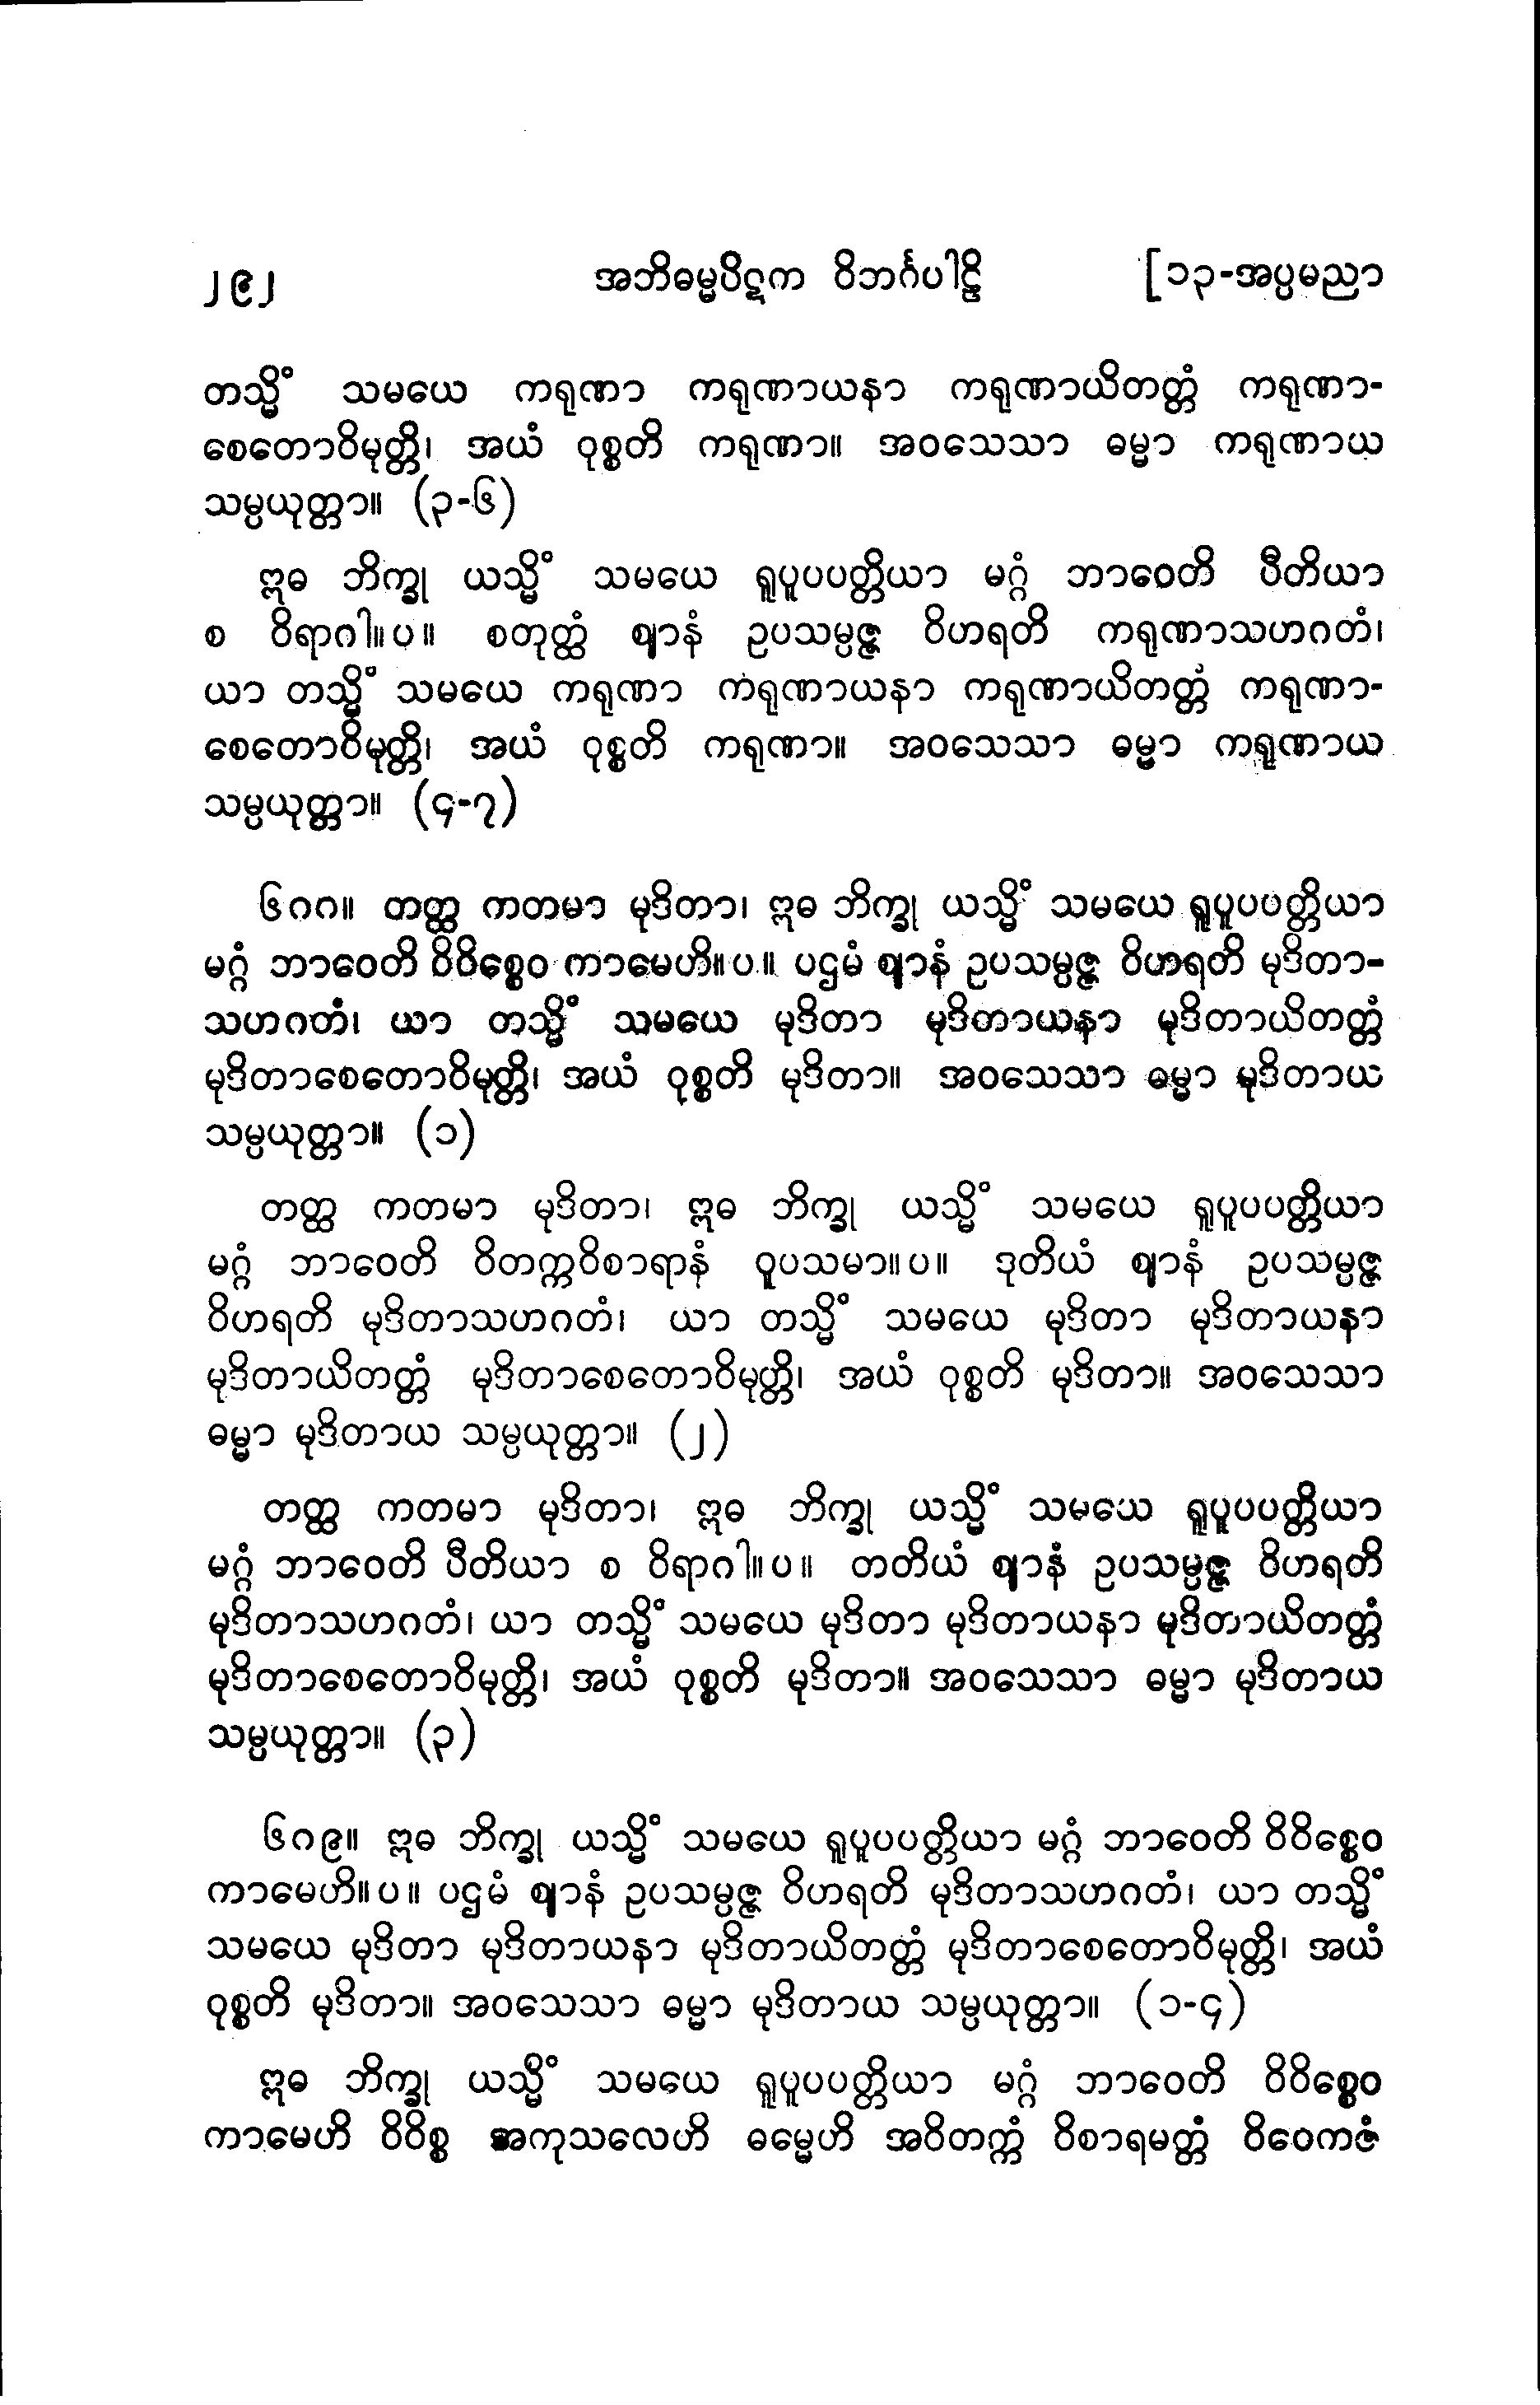 ၂၉၂ အဘိဓမ္မပိဋက ဝိဘင်္ဂပါဠိ [၁၃-အပ္ပမညာ
တသ္မိံ သမယေ ကရုဏာ ကရုဏာယနာ ကရုဏာယိတတ္တံ ကရုဏာ-
စေတောဝိမုတ္တိ၊ အယံ ဝုစ္စတိ ကရုဏာ။ အဝသေသာ ဓမ္မာ ကရုဏာယ
သမ္ပယုတ္တာ။ (၃-၆)
ဣဓ ဘိက္ခု ယသ္မိံ သမယေ ရူပူပပတ္တိယာ မဂ္ဂံ ဘာဝေတိ ပီတိယာ
စ ဝိရာဂါ။ပ။ စတုတ္ထံ ဈာနံ ဥပသမ္ပဇ္ဇ ဝိဟရတိ ကရုဏာသဟဂတံ၊
ယာ တသ္မိံ သမယေ ကရုဏာ ကရုဏာယနာ ကရုဏာယိတတ္တံ ကရုဏာ-
စေတောဝိမုတ္တိ၊ အယံ ဝုစ္စတိ ကရုဏာ။ အဝသေသာ ဓမ္မာ ကရုဏာယ
သမ္ပယုတ္တာ။ (၄-၇)
၆၈၈။ တတ္ထ ကတမာ မုဒိတာ၊ ဣဓ ဘိက္ခု ယသ္မိံ သမယေ ရူပူပပတ္တိယာ
မဂ္ဂံ ဘာဝေတိ ဝိဝိစ္စေဝ ကာမေဟိ။ပ။ ပဌမံ ဈာနံ ဥပသမ္ပဇ္ဇ ဝိဟရတိ မုဒိတာ-
သဟဂတံ၊ ယာ တသ္မိံ သမယေ မုဒိတာ မုဒိတာယနာ မုဒိတာယိတတ္တံ
မုဒိတာစေတောဝိမုတ္တိ၊ အယံ ဝုစ္စတိ မုဒိတာ။ အဝသေသာ ဓမ္မာ မုဒိတာယ
သမ္ပယုတ္တာ။ (၁)
တတ္ထ ကတမာ မုဒိတာ၊ ဣဓ ဘိက္ခု ယသ္မိံ သမယေ ရူပူပပတ္တိယာ
မဂ္ဂံ ဘာဝေတိ ဝိတက္ကဝိစာရာနံ ဝူပသမာ။ပ။ ဒုတိယံ ဈာနံ ဥပသမ္ပဇ္ဇ
ဝိဟရတိ မုဒိတာသဟဂတံ၊ ယာ တသ္မိံ သမယေ မုဒိတာ မုဒိတာယနာ
မုဒိတာယိတတ္တံ မုဒိတာစေတောဝိမုတ္တိ၊ အယံ ဝုစ္စတိ မုဒိတာ။ အဝသေသာ
ဓမ္မာ မုဒိတာယ သမ္ပယုတ္တာ။ (၂)
တတ္ထ ကတမာ မုဒိတာ၊ ဣဓ ဘိက္ခု ယသ္မိံ သမယေ ရူပူပပတ္တိယာ
မဂ္ဂံ ဘာဝေတိ ပီတိယာ စ ဝိရာဂါ။ပ။ တတိယံ ဈာနံ ဥပသမ္ပဇ္ဇ ဝိဟရတိ
မုဒိတာသဟဂတံ၊ ယာ တသ္မိံ သမယေ မုဒိတာ မုဒိတာယနာ မုဒိတာယိတတ္တံ
မုဒိတာစေတောဝိမုတ္တိ၊ အယံ ဝုစ္စတိ မုဒိတာ။ အဝသေသာ ဓမ္မာ မုဒိတာယ
သမ္ပယုတ္တာ။ (၃)
၆၈၉။ ဣဓ ဘိက္ခု ယသ္မိံ သမယေ ရူပူပပတ္တိယာ မဂ္ဂံ ဘာဝေတိ ဝိဝိစ္စေဝ
ကာမေဟိ။ပ။ ပဌမံ ဈာနံ ဥပသမ္ပဇ္ဇ ဝိဟရတိ မုဒိတာသဟဂတံ၊ ယာ တသ္မိံ
သမယေ မုဒိတာ မုဒိတာယနာ မုဒိတာယိတတ္တံ မုဒိတာစေတောဝိမုတ္တိ၊ အယံ
ဝုစ္စတိ မုဒိတာ။ အဝသေသာ ဓမ္မာ မုဒိတာယ သမ္ပယုတ္တာ။ (၁-၄)
ဣဓ ဘိက္ခု ယသ္မိံ သမယေ ရူပူပပတ္တိယာ မဂ္ဂံ ဘာဝေတိ ဝိဝိစ္စေဝ
ကာမေဟိ ဝိဝိစ္စ အကုသလေဟိ ဓမ္မေဟိ အဝိတက္ကံ ဝိစာရမတ္တံ ဝိဝေကဇံ